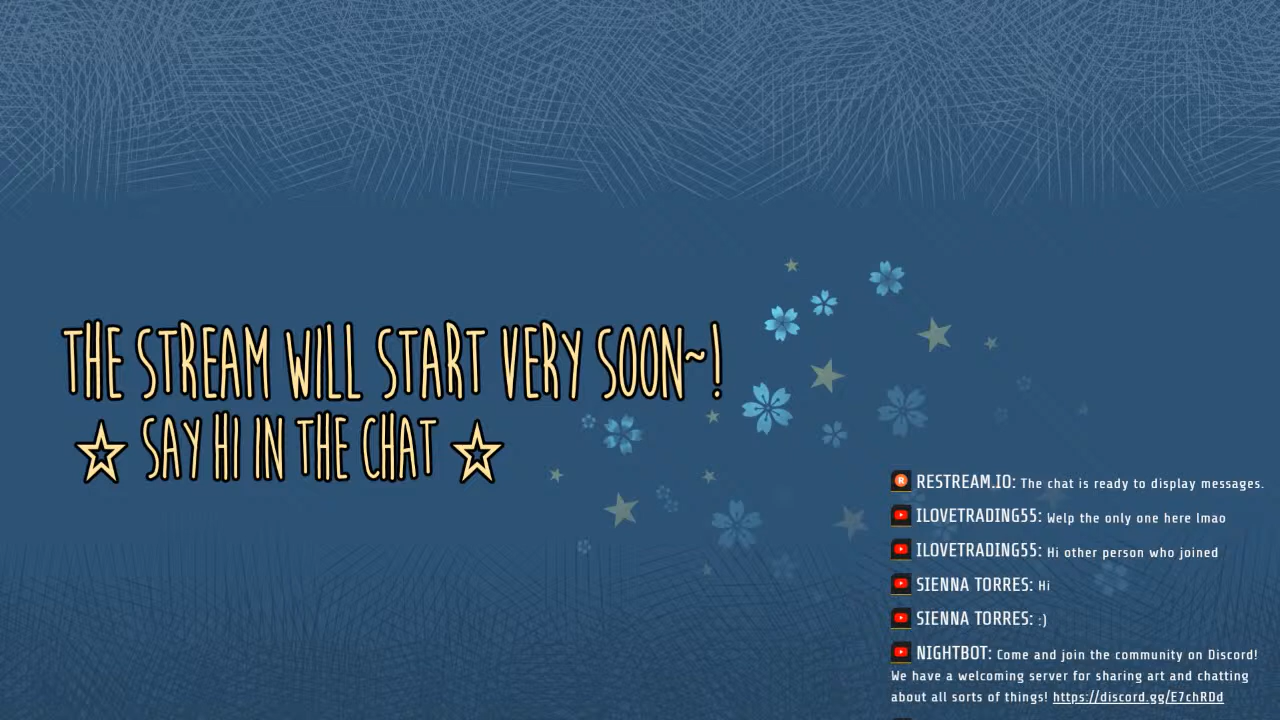 THE STREAM WILL START VERY SOON~!
☆ SAY HI IN THE CHAT ☆
RESTREAM.IO: The chat is ready to display messages.
ILOVETRADING55: Welp the only one here lmao
ILOVETRADING55: Hi other person who joined
SIENNA TORRES: Hi
SIENNA TORRES: :)
NIGHTBOT: Come and join the community on Discord!
We have a welcoming server for sharing art and chatting
about all sorts of things! https://discord.gg/E7chRDd